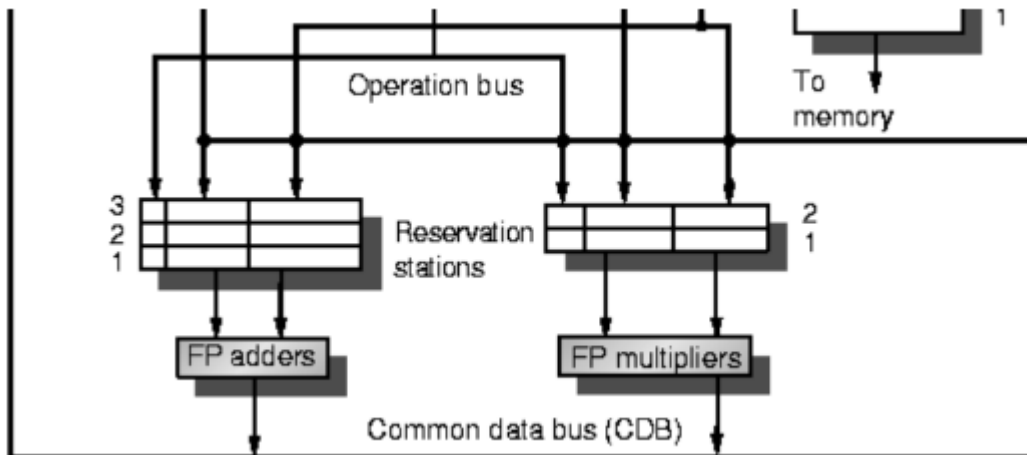 1
To
memory
Operation bus
3
2
1
Reservation
stations
2
1
FP adders
FP multipliers
Common data bus (CDB)